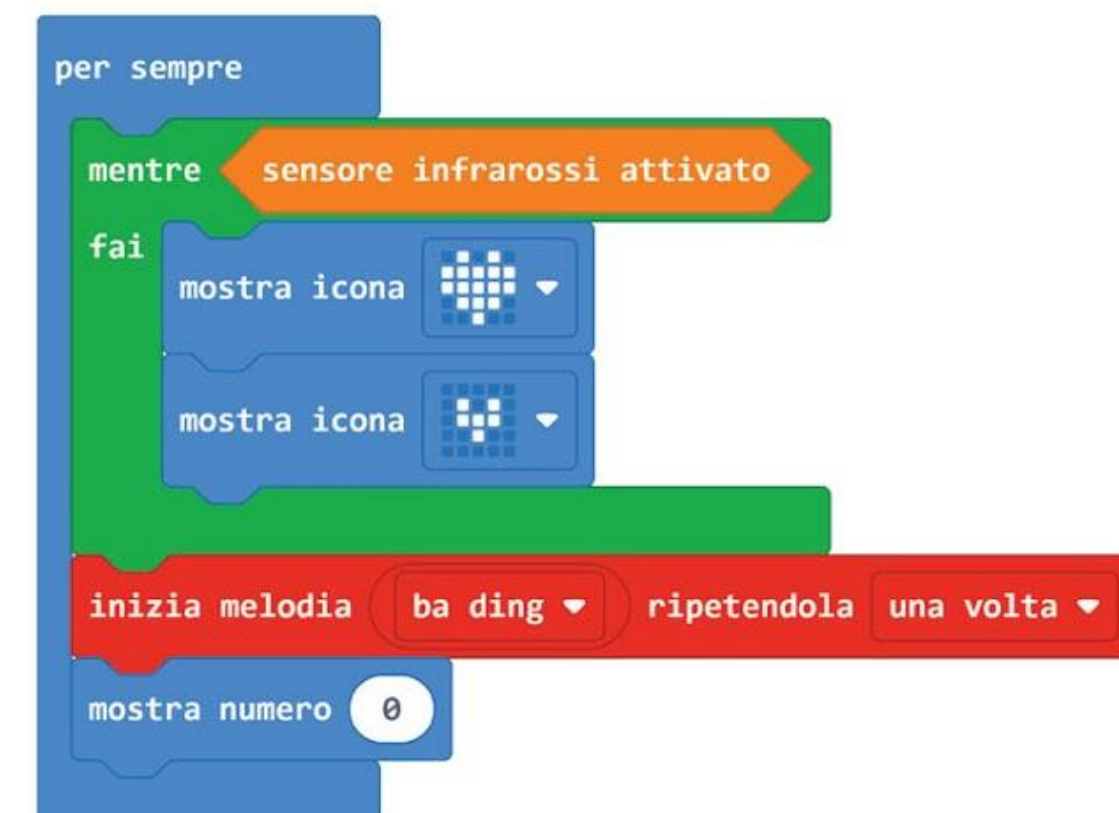 per sempre
mentre sensore infrarossi attivato
fai
mostra icona
mostra icona
inizia melodia ba ding ripetendola una volta
mostra numero 0